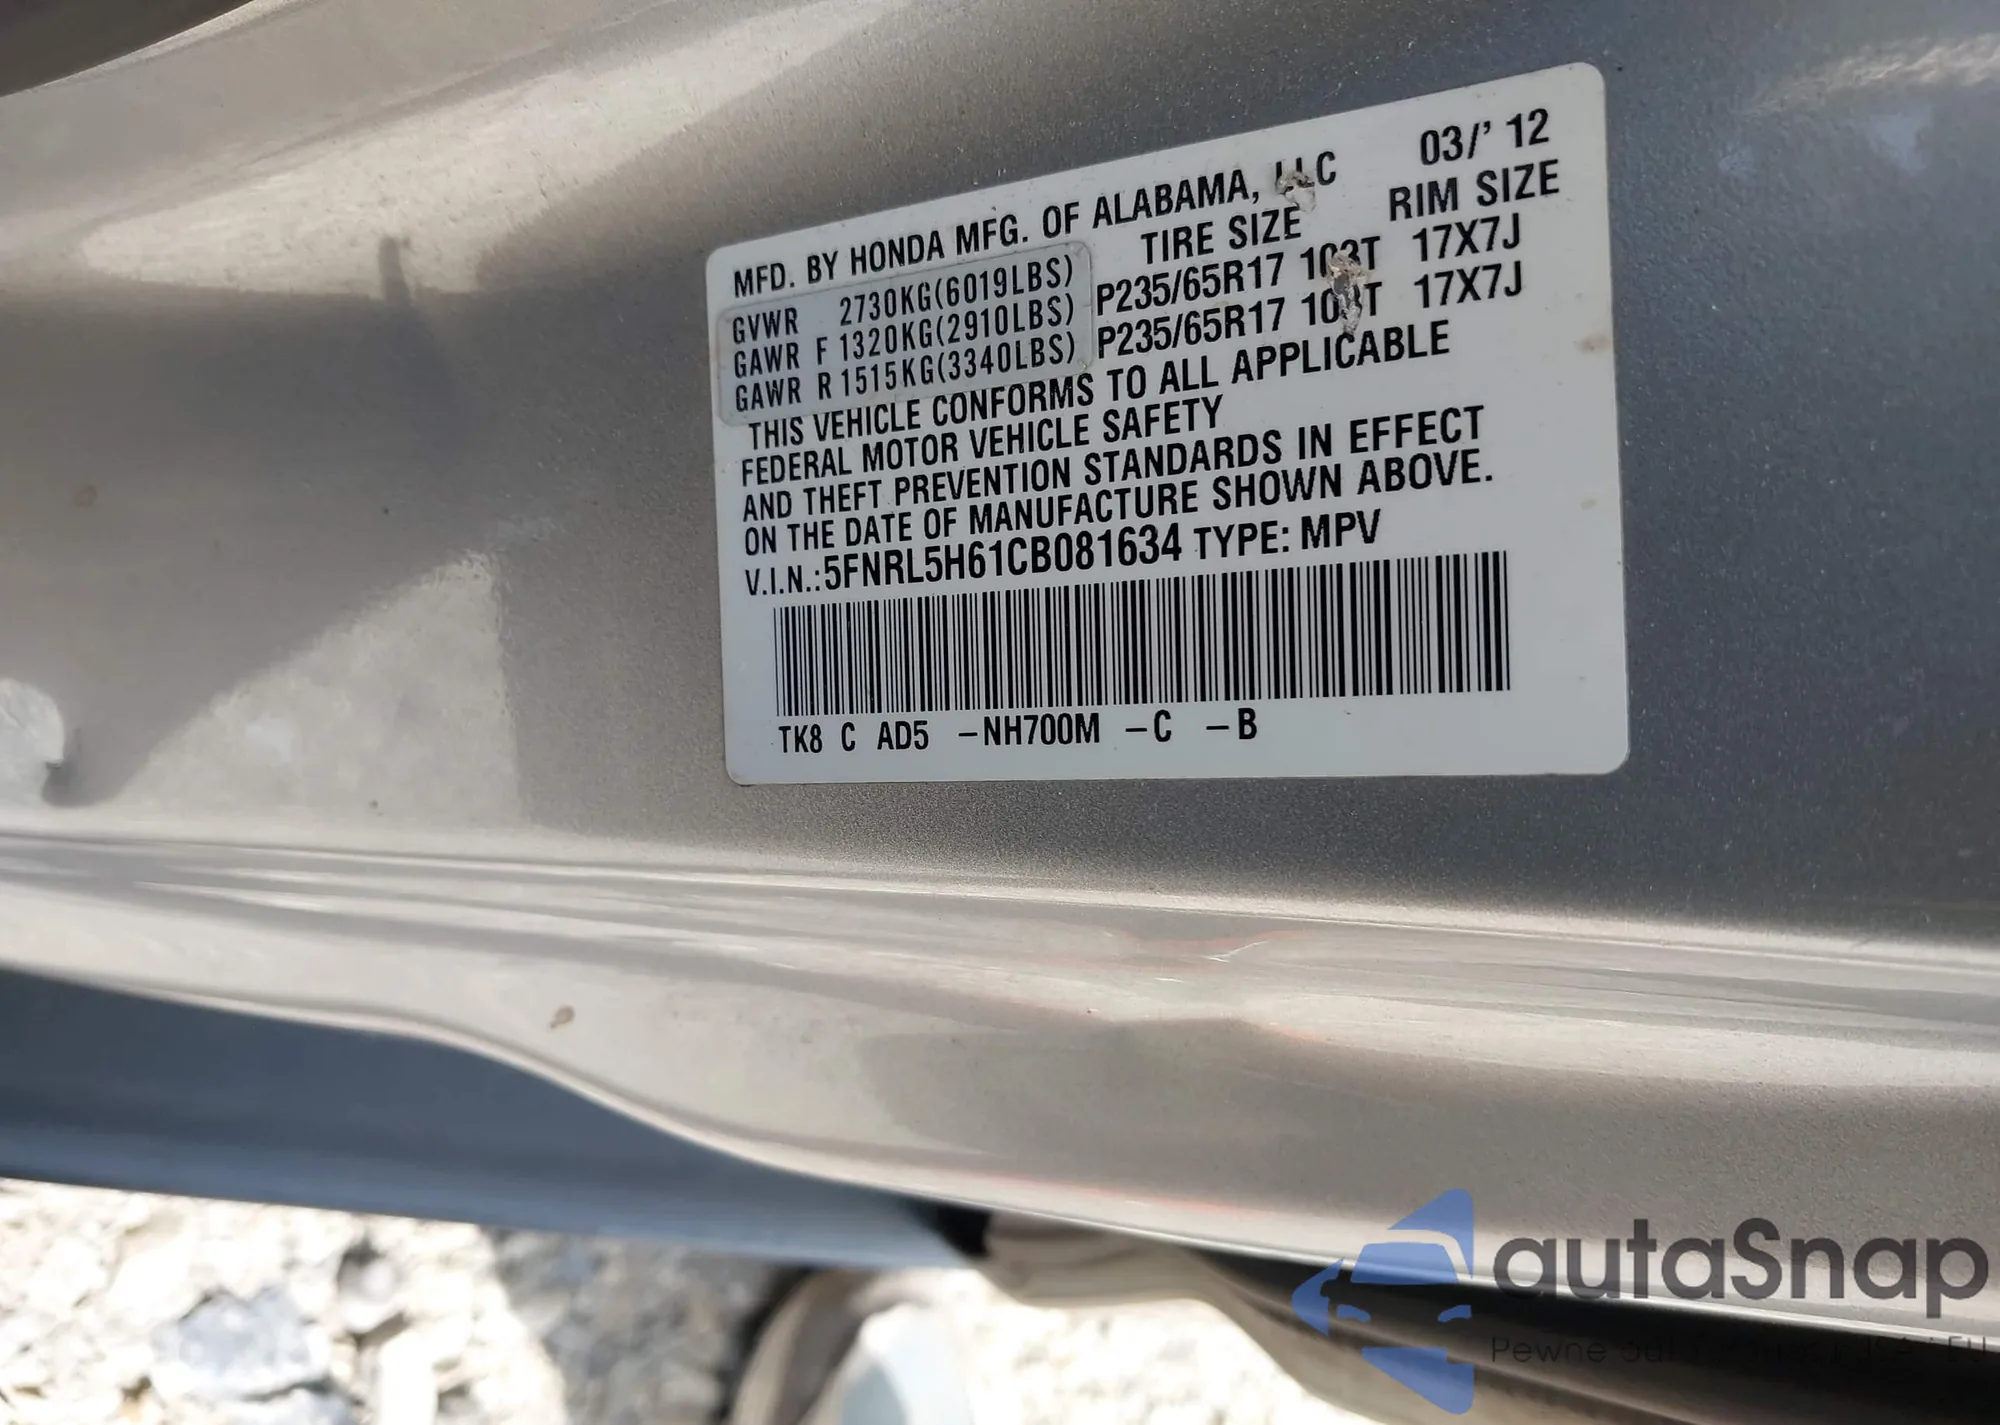 MFD. BY HONDA MFG. OF ALABAMA, LLC 03/' 12
TIRE SIZE RIM SIZE
GVWR 2730KG(6019LBS)
GAWR F 1320KG(2910LBS) P235/65R17 103T 17X7J
GAWR R 1515KG(3340LBS) P235/65R17 103T 17X7J
THIS VEHICLE CONFORMS TO ALL APPLICABLE
FEDERAL MOTOR VEHICLE SAFETY
AND THEFT PREVENTION STANDARDS IN EFFECT
ON THE DATE OF MANUFACTURE SHOWN ABOVE.
V.I.N.:5FNRL5H61CB081634 TYPE: MPV
TK8 C AD5 -NH700M -C -B
autaSnap
Pewne auta